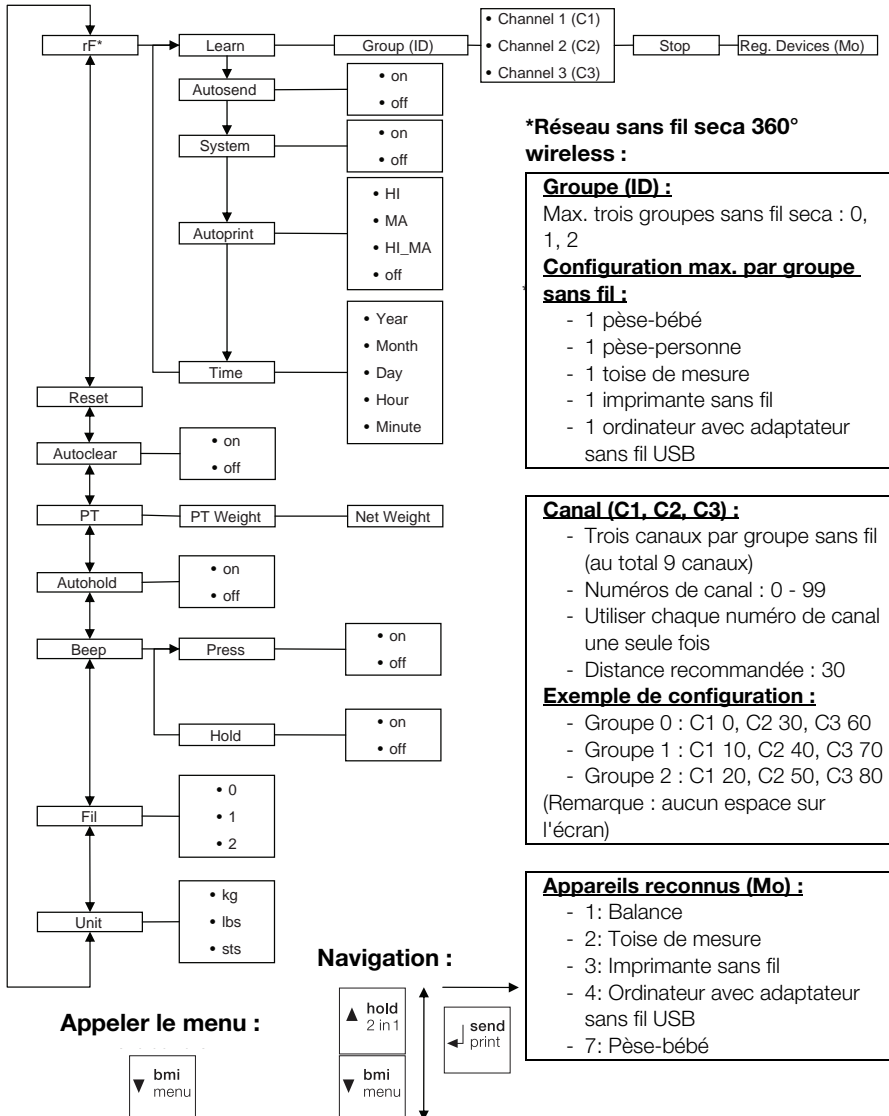 rF*
Learn
Group (ID)
• Channel 1 (C1)
• Channel 2 (C2)
• Channel 3 (C3)
Stop
Reg. Devices (Mo)
Autosend
• on
• off
System
• on
• off
Autoprint
• HI
• MA
• HI_MA
• off
Time
• Year
• Month
• Day
• Hour
• Minute
Reset
Autoclear
• on
• off
PT
PT Weight
Net Weight
Autohold
• on
• off
Beep
Press
• on
• off
Hold
• on
• off
Fil
• 0
• 1
• 2
Unit
• kg
• lbs
• sts
*Réseau sans fil seca 360°
wireless :
Groupe (ID) :
Max. trois groupes sans fil seca : 0,
1, 2
Configuration max. par groupe
sans fil :
- 1 pèse-bébé
- 1 pèse-personne
- 1 toise de mesure
- 1 imprimante sans fil
- 1 ordinateur avec adaptateur
sans fil USB
Canal (C1, C2, C3) :
- Trois canaux par groupe sans fil
(au total 9 canaux)
- Numéros de canal : 0 - 99
- Utiliser chaque numéro de canal
une seule fois
- Distance recommandée : 30
Exemple de configuration :
- Groupe 0 : C1 0, C2 30, C3 60
- Groupe 1 : C1 10, C2 40, C3 70
- Groupe 2 : C1 20, C2 50, C3 80
(Remarque : aucun espace sur
l'écran)
Appareils reconnus (Mo) :
- 1: Balance
- 2: Toise de mesure
- 3: Imprimante sans fil
- 4: Ordinateur avec adaptateur
sans fil USB
- 7: Pèse-bébé
Appeler le menu :
bmi
menu
Navigation :
hold
2 in 1
bmi
menu
send
print